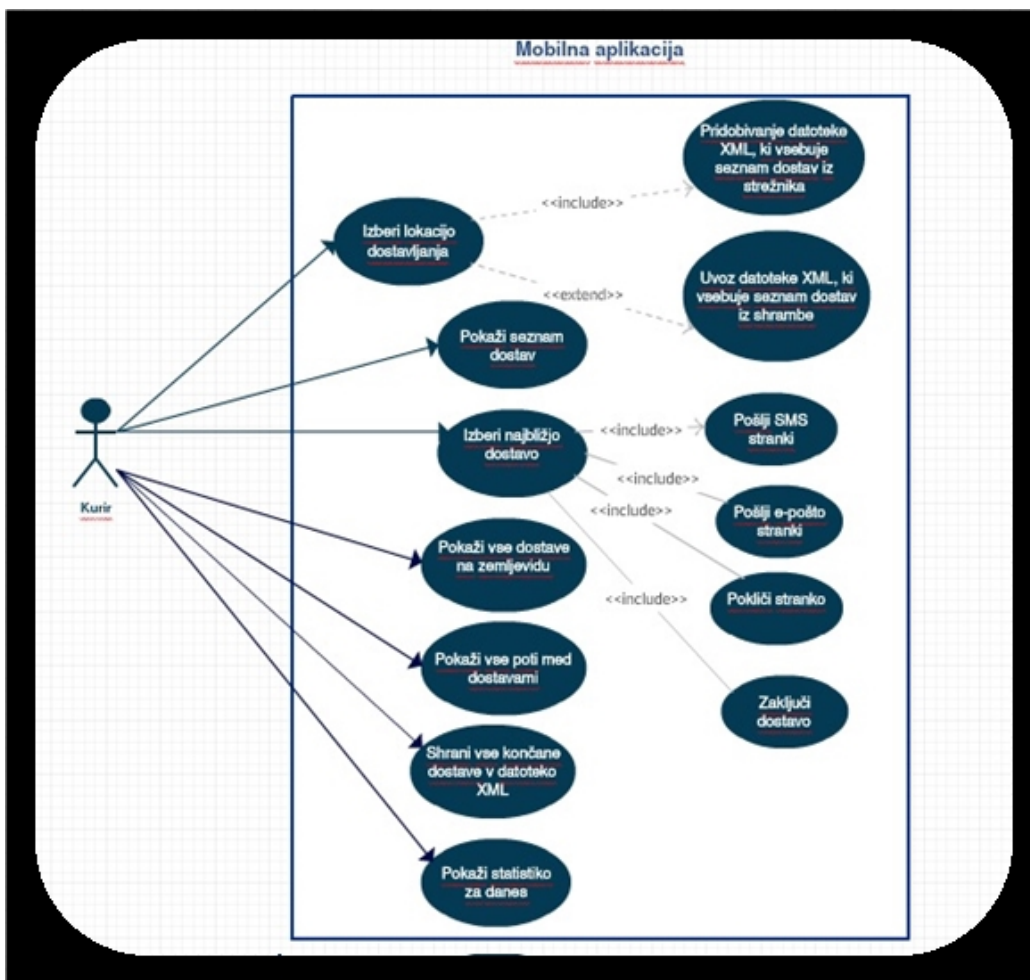 Mobilna aplikacija
Pridobivanje datoteke
XML, ki vsebuje
seznam dostav iz
strežnika
<<include>>
Izberi lokacijo
dostavljanja
<<extend>>
Uvoz datoteke XML, ki
vsebuje seznam dostav
iz shrambe
Pokaži seznam
dostav
Izberi najbližjo
dostavo
<<include>>
Pošlji SMS
stranki
<<include>>
Pošlji e-pošto
stranki
<<include>>
Pokliči stranko
<<include>>
Zaključi
dostavo
Kurir
Pokaži vse dostave
na zemljevidu
Pokaži vse poti med
dostavami
Shrani vse končane
dostave v datoteko
XML
Pokaži statistiko
za danes